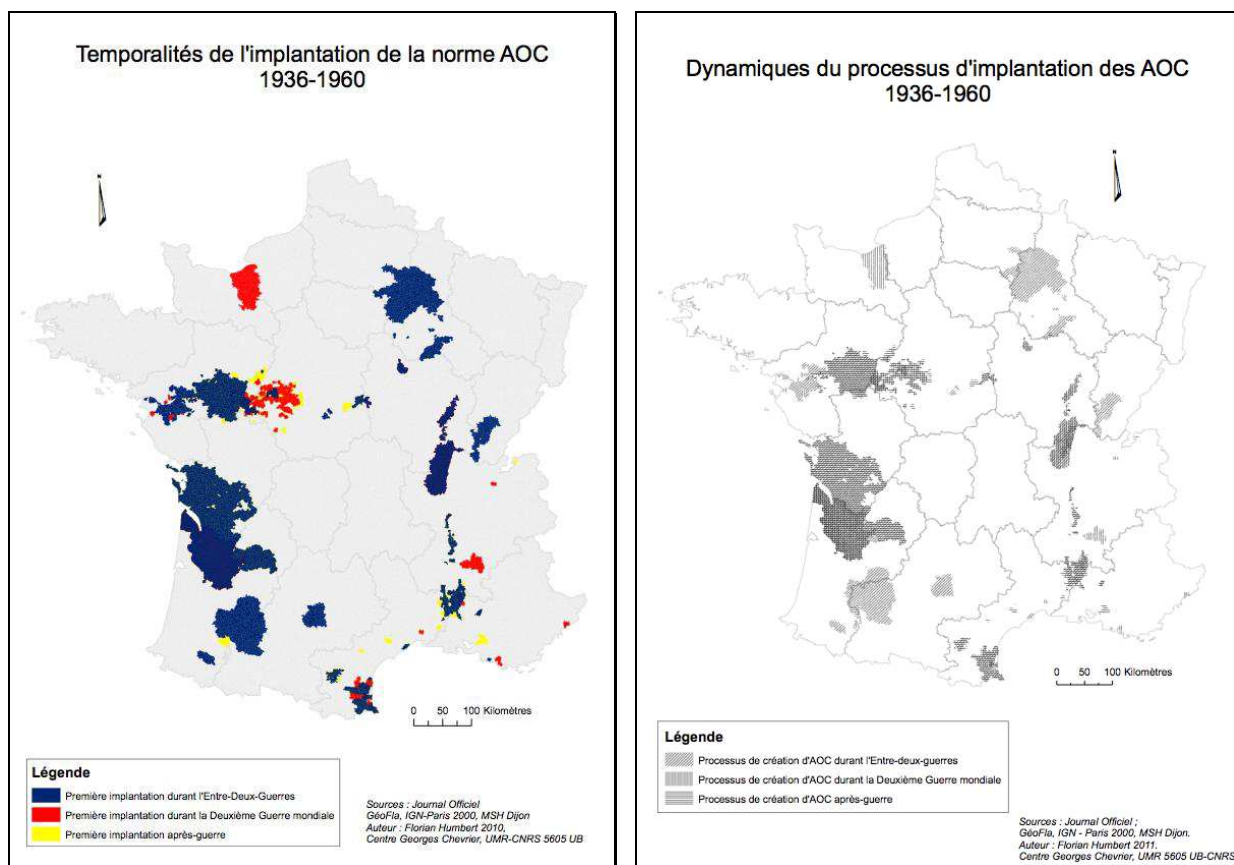 Temporalités de l'implantation de la norme AOC
1936-1960
N
0 50 100 Kilomètres
Légende
Première implantation durant l'Entre-Deux-Guerres
Première implantation durant la Deuxième Guerre mondiale
Première implantation après-guerre
Sources : Journal Officiel
GéoFla, IGN-Paris 2000, MSH Dijon
Auteur : Florian Humbert 2010,
Centre Georges Chevrier, UMR-CNRS 5605 UB
Dynamiques du processus d'implantation des AOC
1936-1960
N
0 50 100 Kilomètres
Légende
Processus de création d'AOC durant l'Entre-deux-guerres
Processus de création d'AOC durant la Deuxième Guerre mondiale
Processus de création d'AOC après-guerre
Sources : Journal Officiel ;
GéoFla, IGN - Paris 2000, MSH Dijon.
Auteur : Florian Humbert 2011.
Centre Georges Chevrier, UMR 5605 UB-CNRS